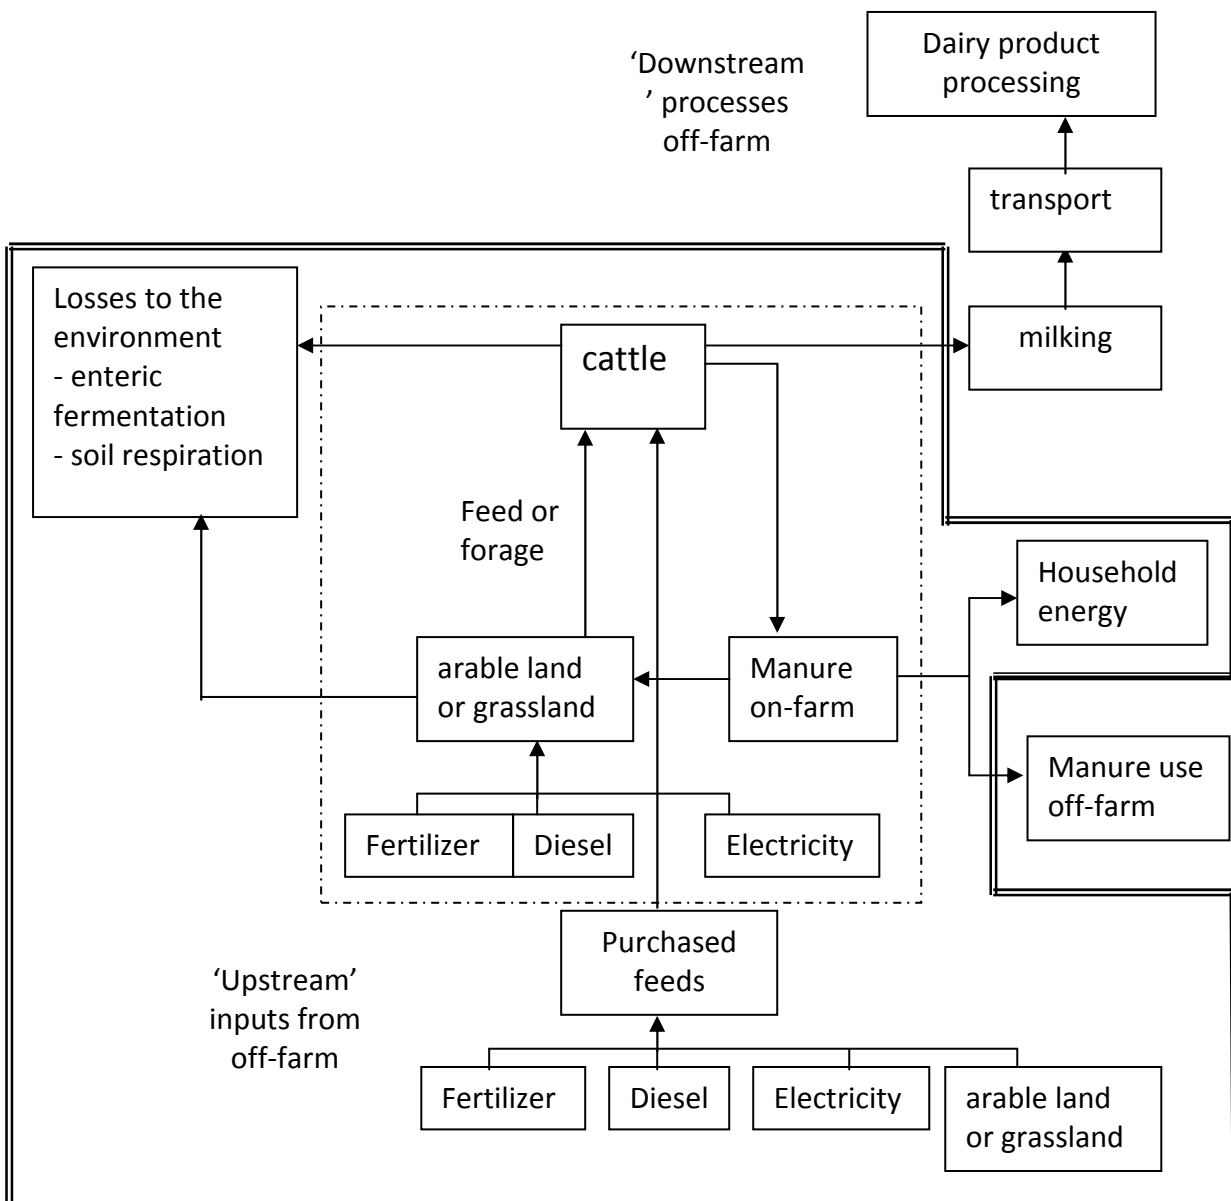 Dairy product
processing
‘Downstream
’ processes
off-farm
transport
Losses to the
environment
- enteric
fermentation
- soil respiration
cattle
milking
Feed or
forage
Household
energy
arable land
or grassland
Manure
on-farm
Manure use
off-farm
Fertilizer
Diesel
Electricity
Purchased
feeds
‘Upstream’
inputs from
off-farm
Fertilizer
Diesel
Electricity
arable land
or grassland